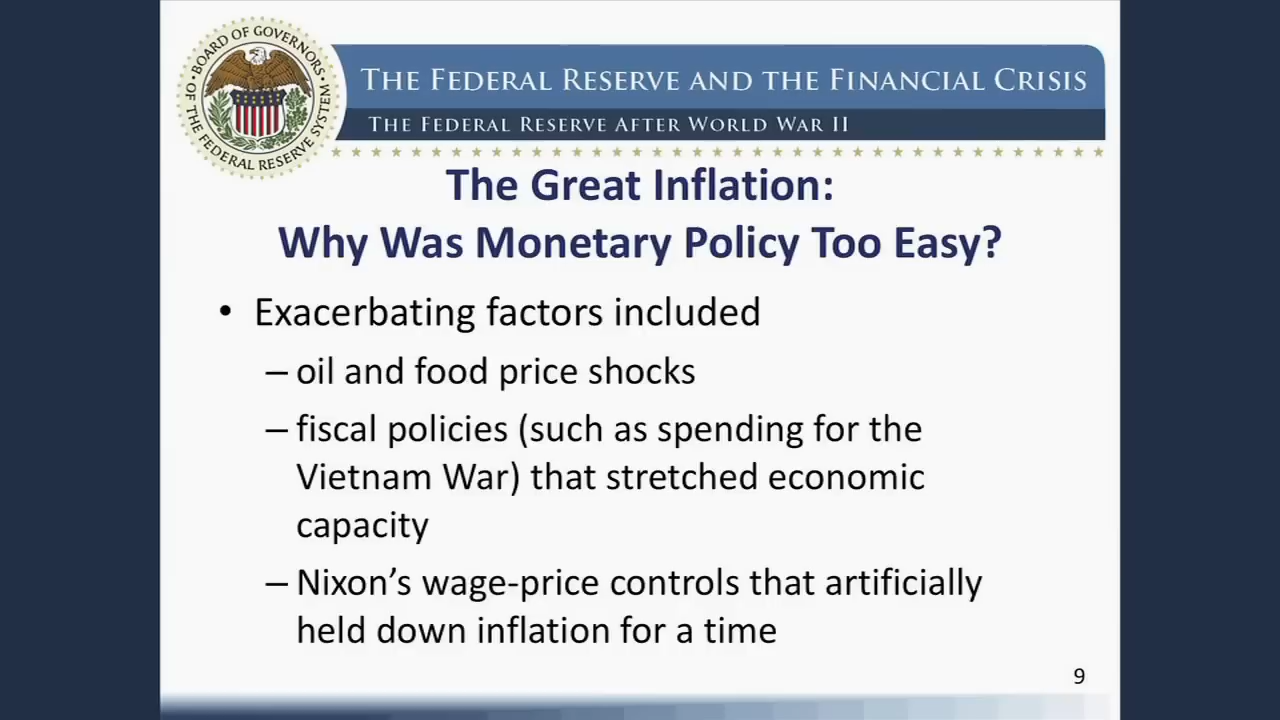 BOARD OF GOVERNORS
OF THE FEDERAL RESERVE SYSTEM
THE FEDERAL RESERVE AND THE FINANCIAL CRISIS
THE FEDERAL RESERVE AFTER WORLD WAR II
The Great Inflation:
Why Was Monetary Policy Too Easy?
• Exacerbating factors included
– oil and food price shocks
– fiscal policies (such as spending for the
Vietnam War) that stretched economic
capacity
– Nixon’s wage-price controls that artificially
held down inflation for a time
9